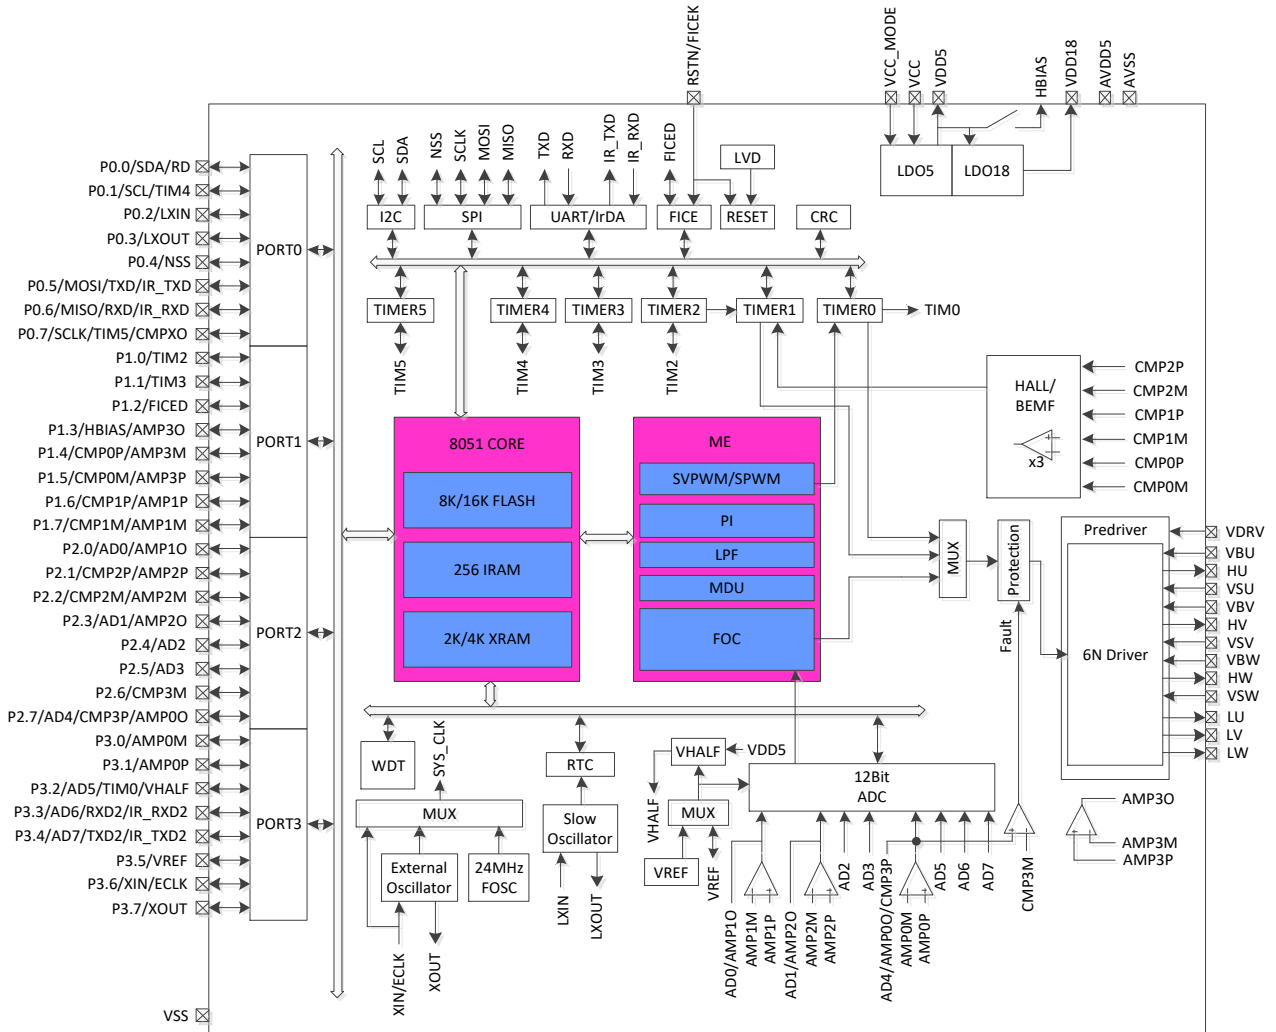 RSTN/FICEK
VCC_MODE
VCC
VDD5
HBIAS
VDD18
AVDD5
AVSS
P0.0/SDA/RD
P0.1/SCL/TIM4
P0.2/LXIN
P0.3/LXOUT
P0.4/NSS
P0.5/MOSI/TXD/IR_TXD
P0.6/MISO/RXD/IR_RXD
P0.7/SCLK/TIM5/CMPXO
PORT0
P1.0/TIM2
P1.1/TIM3
P1.2/FICED
P1.3/HBIAS/AMP3O
P1.4/CMP0P/AMP3M
P1.5/CMP0M/AMP3P
P1.6/CMP1P/AMP1P
P1.7/CMP1M/AMP1M
PORT1
P2.0/AD0/AMP1O
P2.1/CMP2P/AMP2P
P2.2/CMP2M/AMP2M
P2.3/AD1/AMP2O
P2.4/AD2
P2.5/AD3
P2.6/CMP3M
P2.7/AD4/CMP3P/AMP0O
PORT2
P3.0/AMP0M
P3.1/AMP0P
P3.2/AD5/TIM0/VHALF
P3.3/AD6/RXD2/IR_RXD2
P3.4/AD7/TXD2/IR_TXD2
P3.5/VREF
P3.6/XIN/ECLK
P3.7/XOUT
PORT3
VSS
SCL
SDA
NSS
SCLK
MOSI
MISO
TXD
RXD
IR_TXD
IR_RXD
FICED
LVD
I2C
SPI
UART/IrDA
FICE
RESET
CRC
LDO5
LDO18
TIMER5
TIMER4
TIMER3
TIMER2
TIMER1
TIMER0
TIM0
TIM5
TIM4
TIM3
TIM2
HALL/
BEMF
x3
CMP2P
CMP2M
CMP1P
CMP1M
CMP0P
CMP0M
8051 CORE
8K/16K FLASH
256 IRAM
2K/4K XRAM
ME
SVPWM/SPWM
PI
LPF
MDU
FOC
MUX
Protection
Fault
Predriver
6N Driver
VDRV
VBU
HU
VSU
VBV
HV
VSV
VBW
HW
VSW
LU
LV
LW
WDT
SYS_CLK
MUX
External
Oscillator
24MHz
FOSC
XIN/ECLK
XOUT
RTC
Slow
Oscillator
LXIN
LXOUT
VHALF
VDD5
VHALF
MUX
VREF
VREF
12Bit
ADC
AD0/AMP1O
AMP1M
AMP1P
AD1/AMP2O
AMP2M
AMP2P
AD2
AD3
AD4/AMP0O/CMP3P
AMP0M
AMP0P
AD5
AD6
AD7
CMP3M
AMP3O
AMP3M
AMP3P